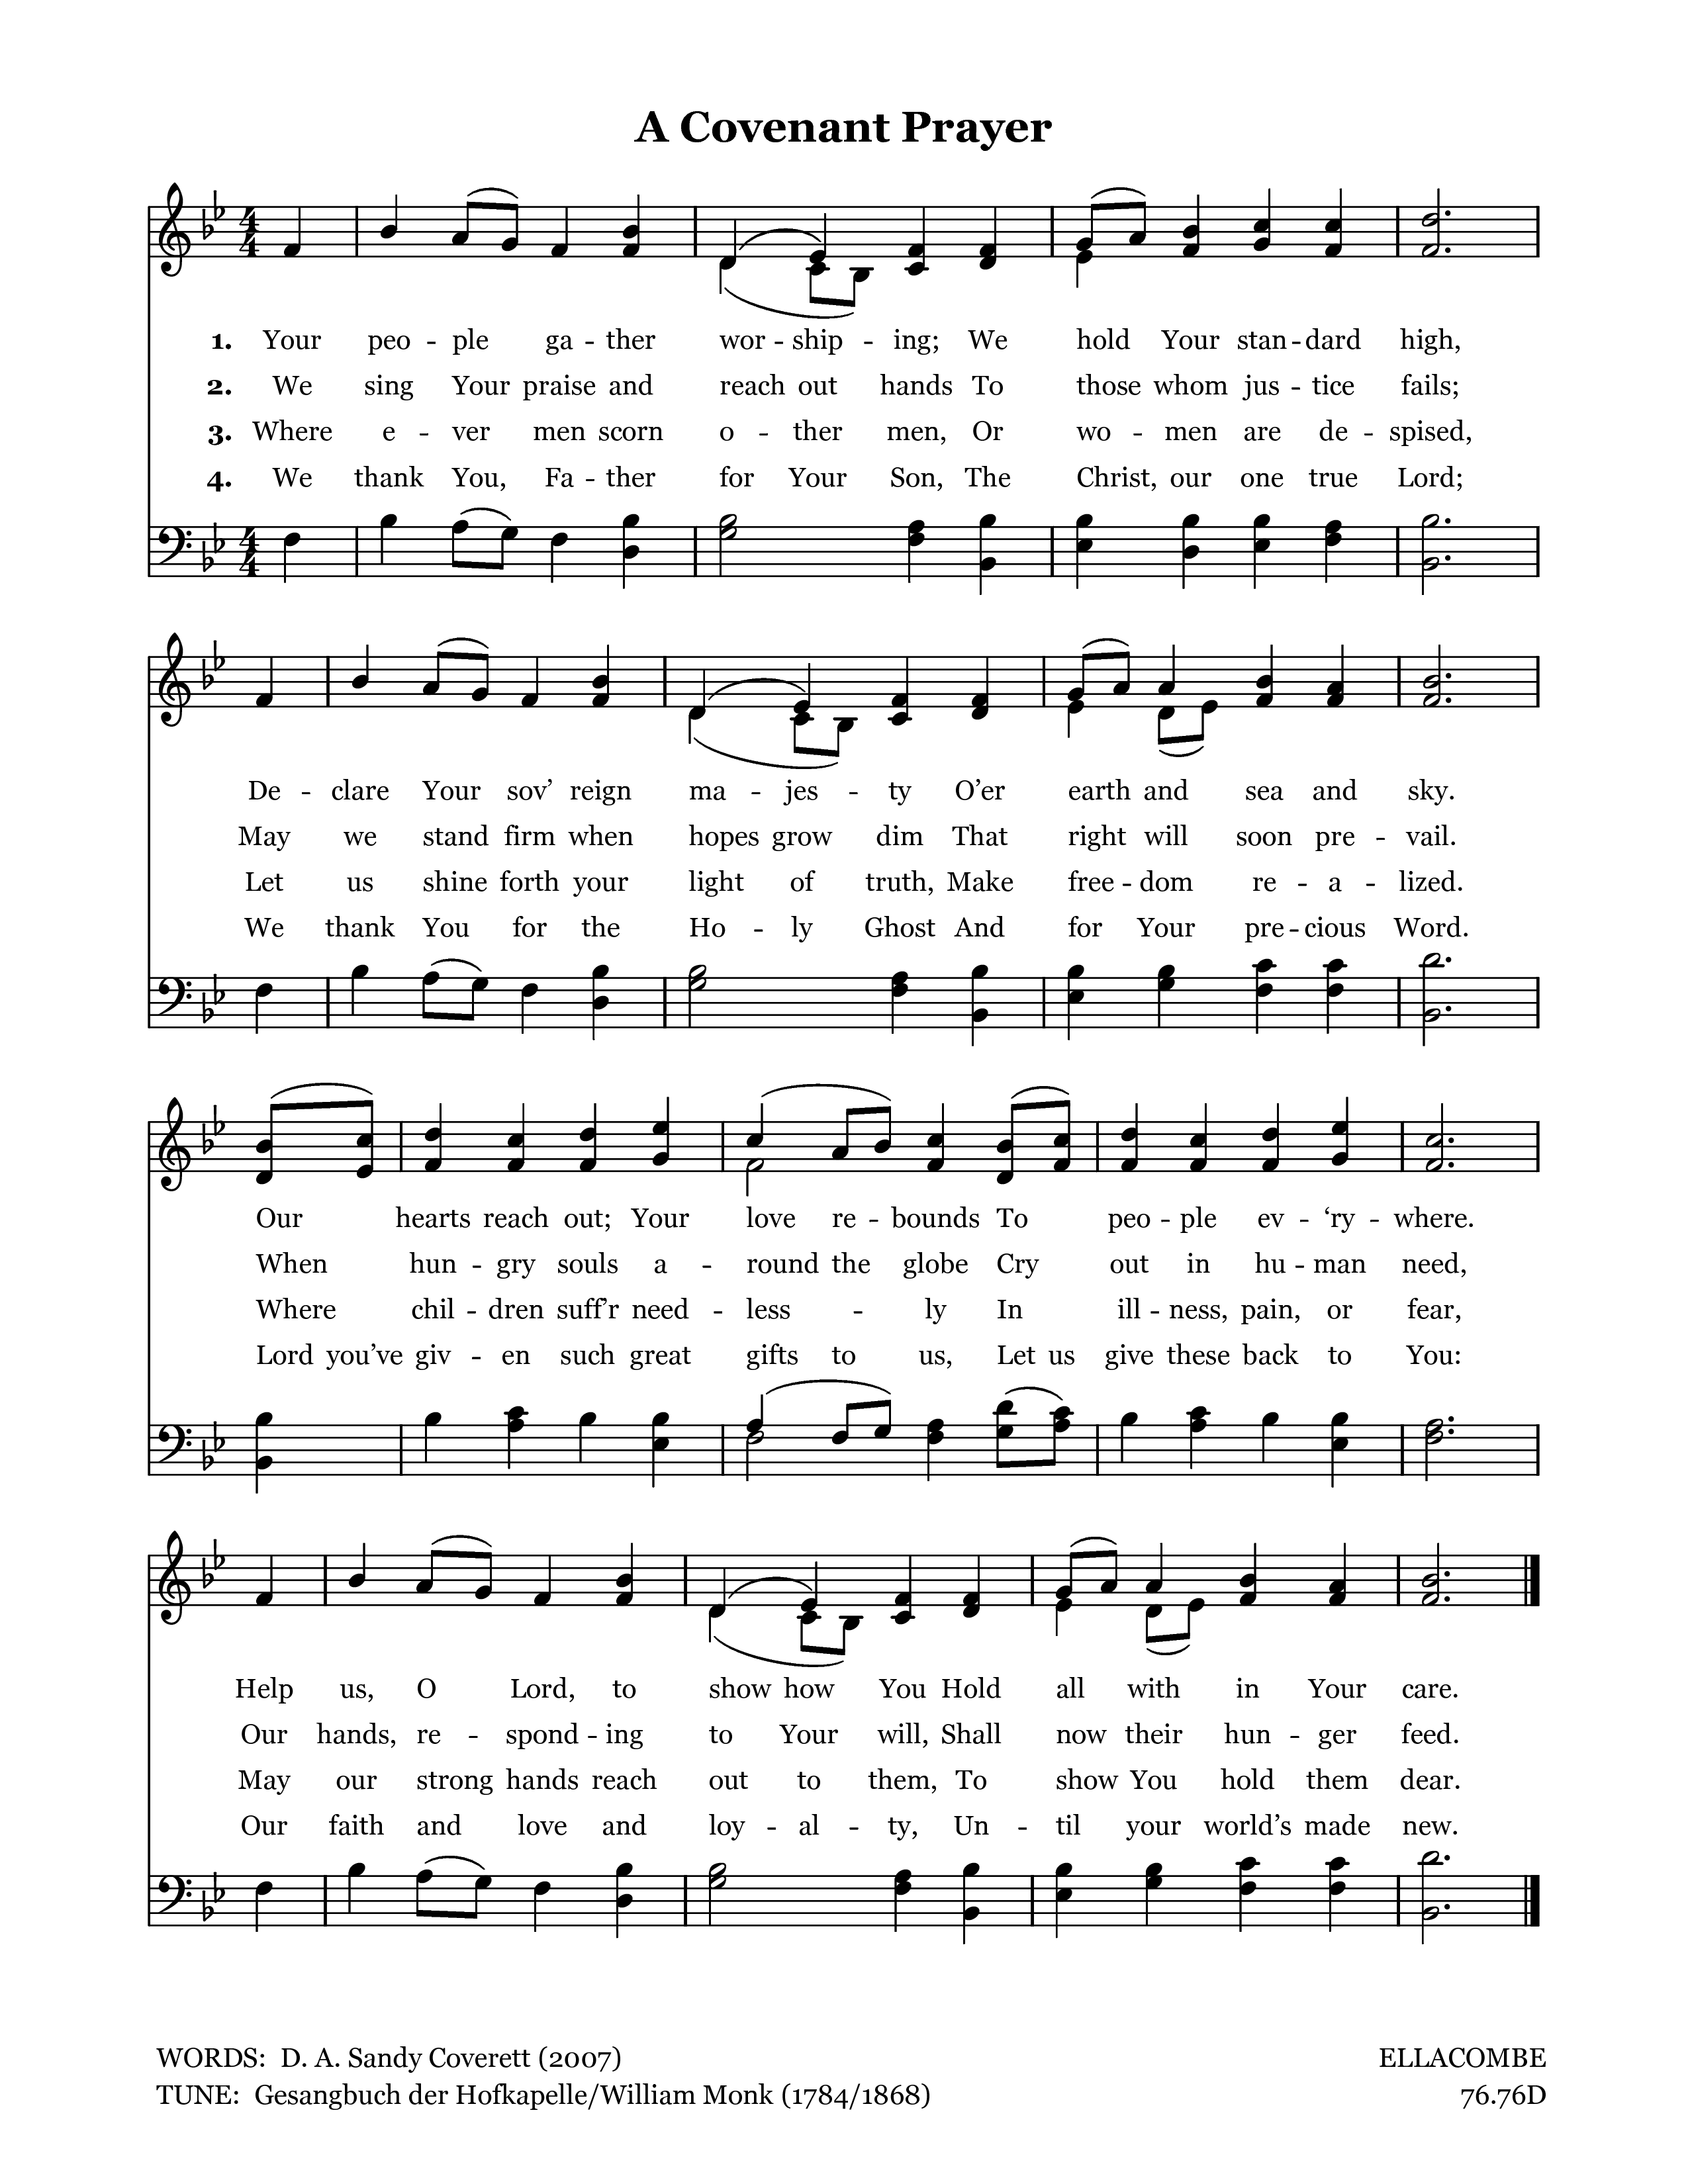 A Covenant Prayer
1. Your peo - ple ga - ther wor - ship - ing; We hold Your stan - dard high,
2. We sing Your praise and reach out hands To those whom jus - tice fails;
3. Where e - ver men scorn o - ther men, Or wo - men are de - spised,
4. We thank You, Fa - ther for Your Son, The Christ, our one true Lord;
De - clare Your sov’ reign ma - jes - ty O’er earth and sea and sky.
May we stand firm when hopes grow dim That right will soon pre - vail.
Let us shine forth your light of truth, Make free - dom re - a - lized.
We thank You for the Ho - ly Ghost And for Your pre - cious Word.
Our hearts reach out; Your love re - bounds To peo - ple ev - ‘ry - where.
When hun - gry souls a - round the globe Cry out in hu - man need,
Where chil - dren suff’r need - less - ly In ill - ness, pain, or fear,
Lord you’ve giv - en such great gifts to us, Let us give these back to You:
Help us, O Lord, to show how You Hold all with in Your care.
Our hands, re - spond - ing to Your will, Shall now their hun - ger feed.
May our strong hands reach out to them, To show You hold them dear.
Our faith and love and loy - al - ty, Un - til your world’s made new.
WORDS: D. A. Sandy Coverett (2007) ELLACOMBE
TUNE: Gesangbuch der Hofkapelle/William Monk (1784/1868) 76.76D